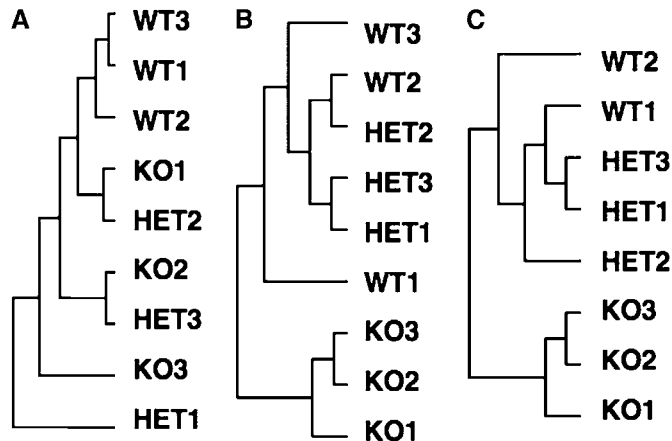 A
WT3
WT1
WT2
KO1
HET2
KO2
HET3
KO3
HET1
B
WT3
WT2
HET2
HET3
HET1
WT1
KO3
KO2
KO1
C
WT2
WT1
HET3
HET1
HET2
KO3
KO2
KO1